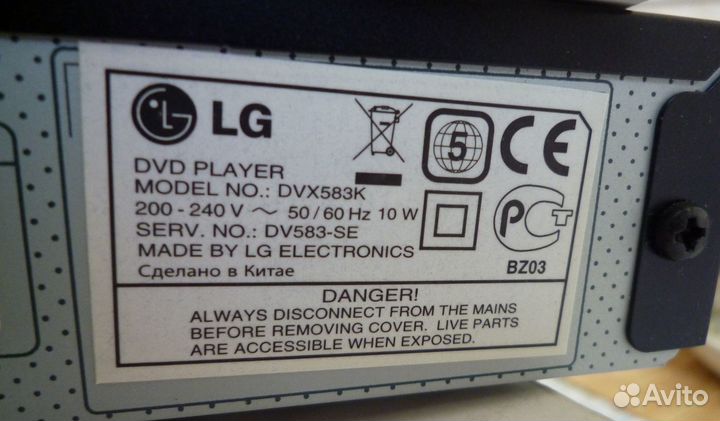 LG
5
CE
DVD PLAYER
MODEL NO.: DVX583K
200 - 240 V ~ 50 / 60 Hz 10 W
SERV. NO.: DV583-SE
MADE BY LG ELECTRONICS
Сделано в Китае
РСТ
BZ03
DANGER!
ALWAYS DISCONNECT FROM THE MAINS
BEFORE REMOVING COVER. LIVE PARTS
ARE ACCESSIBLE WHEN EXPOSED.
Avito